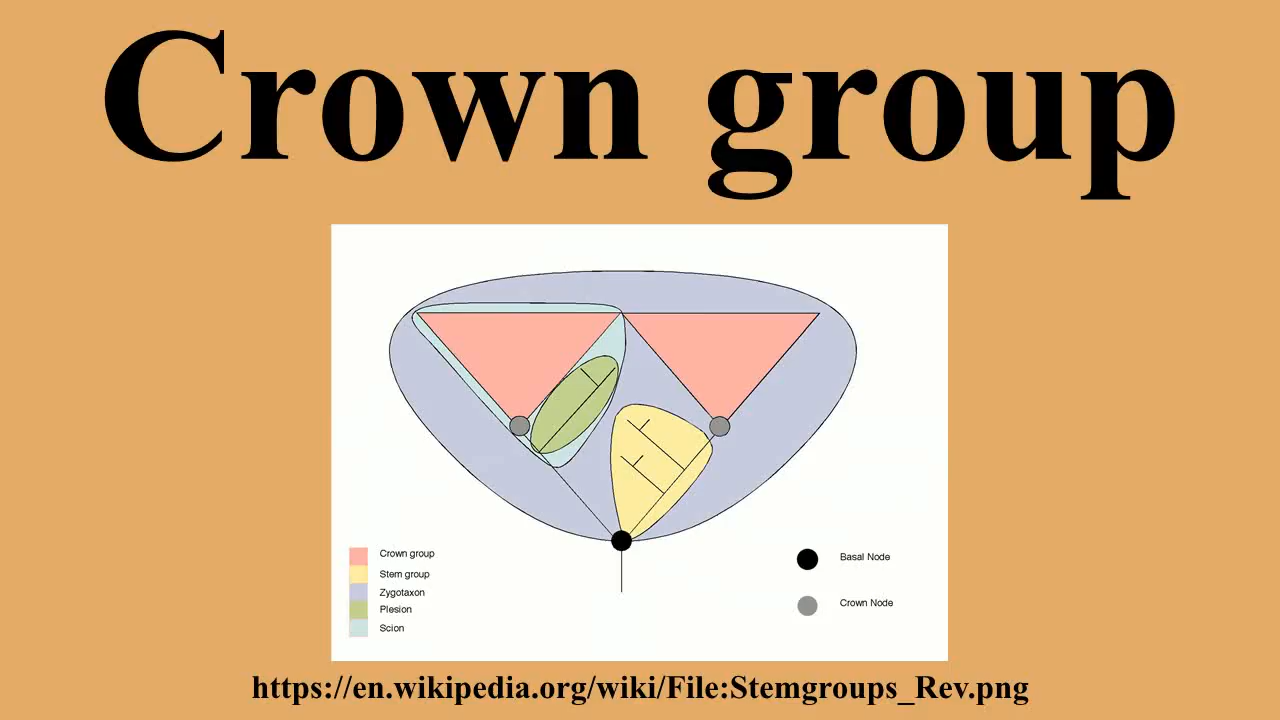 Crown group
Crown group
Stem group
Zygotaxon
Plesion
Scion
Basal Node
Crown Node
https://en.wikipedia.org/wiki/File:Stemgroups_Rev.png